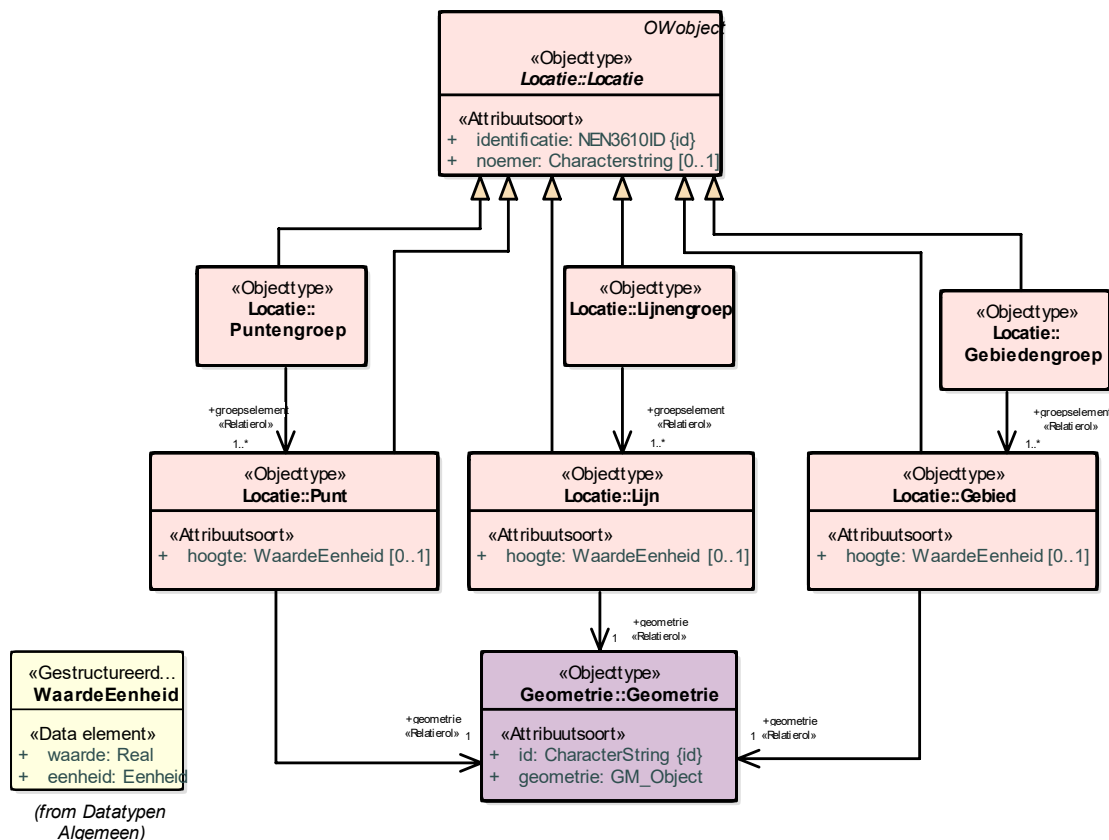 OWobject
«Objecttype»
Locatie::Locatie
«Attribuutsoort»
+ identificatie: NEN3610ID {id}
+ noemer: Characterstring [0..1]
«Objecttype»
Locatie::
Puntengroep
«Objecttype»
Locatie::Lijnengroep
«Objecttype»
Locatie::
Gebiedengroep
+groepselement
«Relatierol»
1..*
+groepselement
«Relatierol»
1..*
+groepselement
«Relatierol»
1..*
«Objecttype»
Locatie::Punt
«Attribuutsoort»
+ hoogte: WaardeEenheid [0..1]
«Objecttype»
Locatie::Lijn
«Attribuutsoort»
+ hoogte: WaardeEenheid [0..1]
«Objecttype»
Locatie::Gebied
«Attribuutsoort»
+ hoogte: WaardeEenheid [0..1]
+geometrie
1 «Relatierol»
«Gestructureerd...
WaardeEenheid
«Data element»
+ waarde: Real
+ eenheid: Eenheid
(from Datatypen
Algemeen)
+geometrie
«Relatierol» 1
«Objecttype»
Geometrie::Geometrie
«Attribuutsoort»
+ id: CharacterString {id}
+ geometrie: GM_Object
+geometrie
1 «Relatierol»